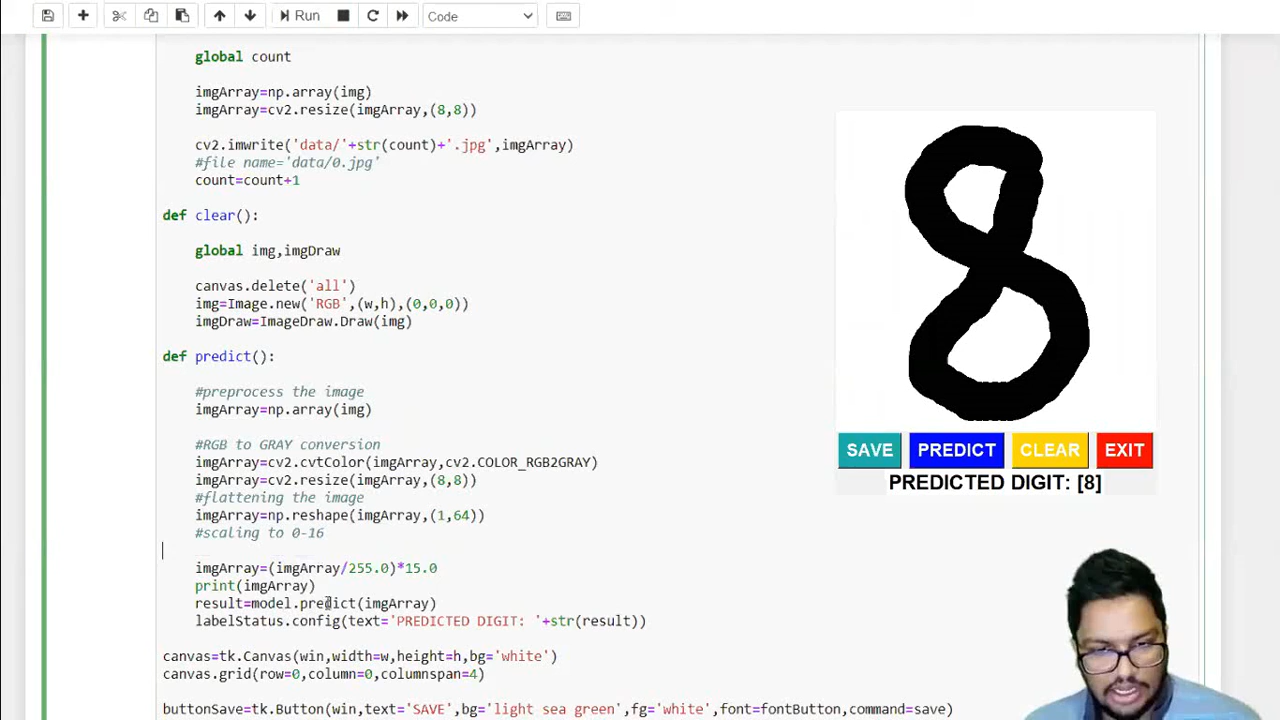 Run
Code
global count
imgArray=np.array(img)
imgArray=cv2.resize(imgArray,(8,8))
cv2.imwrite('data/'+str(count)+'.jpg',imgArray)
#file name='data/0.jpg'
count=count+1
def clear():
global img,imgDraw
canvas.delete('all')
img=Image.new('RGB',(w,h),(0,0,0))
imgDraw=ImageDraw.Draw(img)
def predict():
#preprocess the image
imgArray=np.array(img)
#RGB to GRAY conversion
imgArray=cv2.cvtColor(imgArray,cv2.COLOR_RGB2GRAY)
imgArray=cv2.resize(imgArray,(8,8))
#flattening the image
imgArray=np.reshape(imgArray,(1,64))
#scaling to 0-16
imgArray=(imgArray/255.0)*15.0
print(imgArray)
result=model.predict(imgArray)
labelStatus.config(text='PREDICTED DIGIT: '+str(result))
canvas=tk.Canvas(win,width=w,height=h,bg='white')
canvas.grid(row=0,column=0,columnspan=4)
buttonSave=tk.Button(win,text='SAVE',bg='light sea green',fg='white',font=fontButton,command=save)
8
SAVE PREDICT CLEAR EXIT
PREDICTED DIGIT: [8]